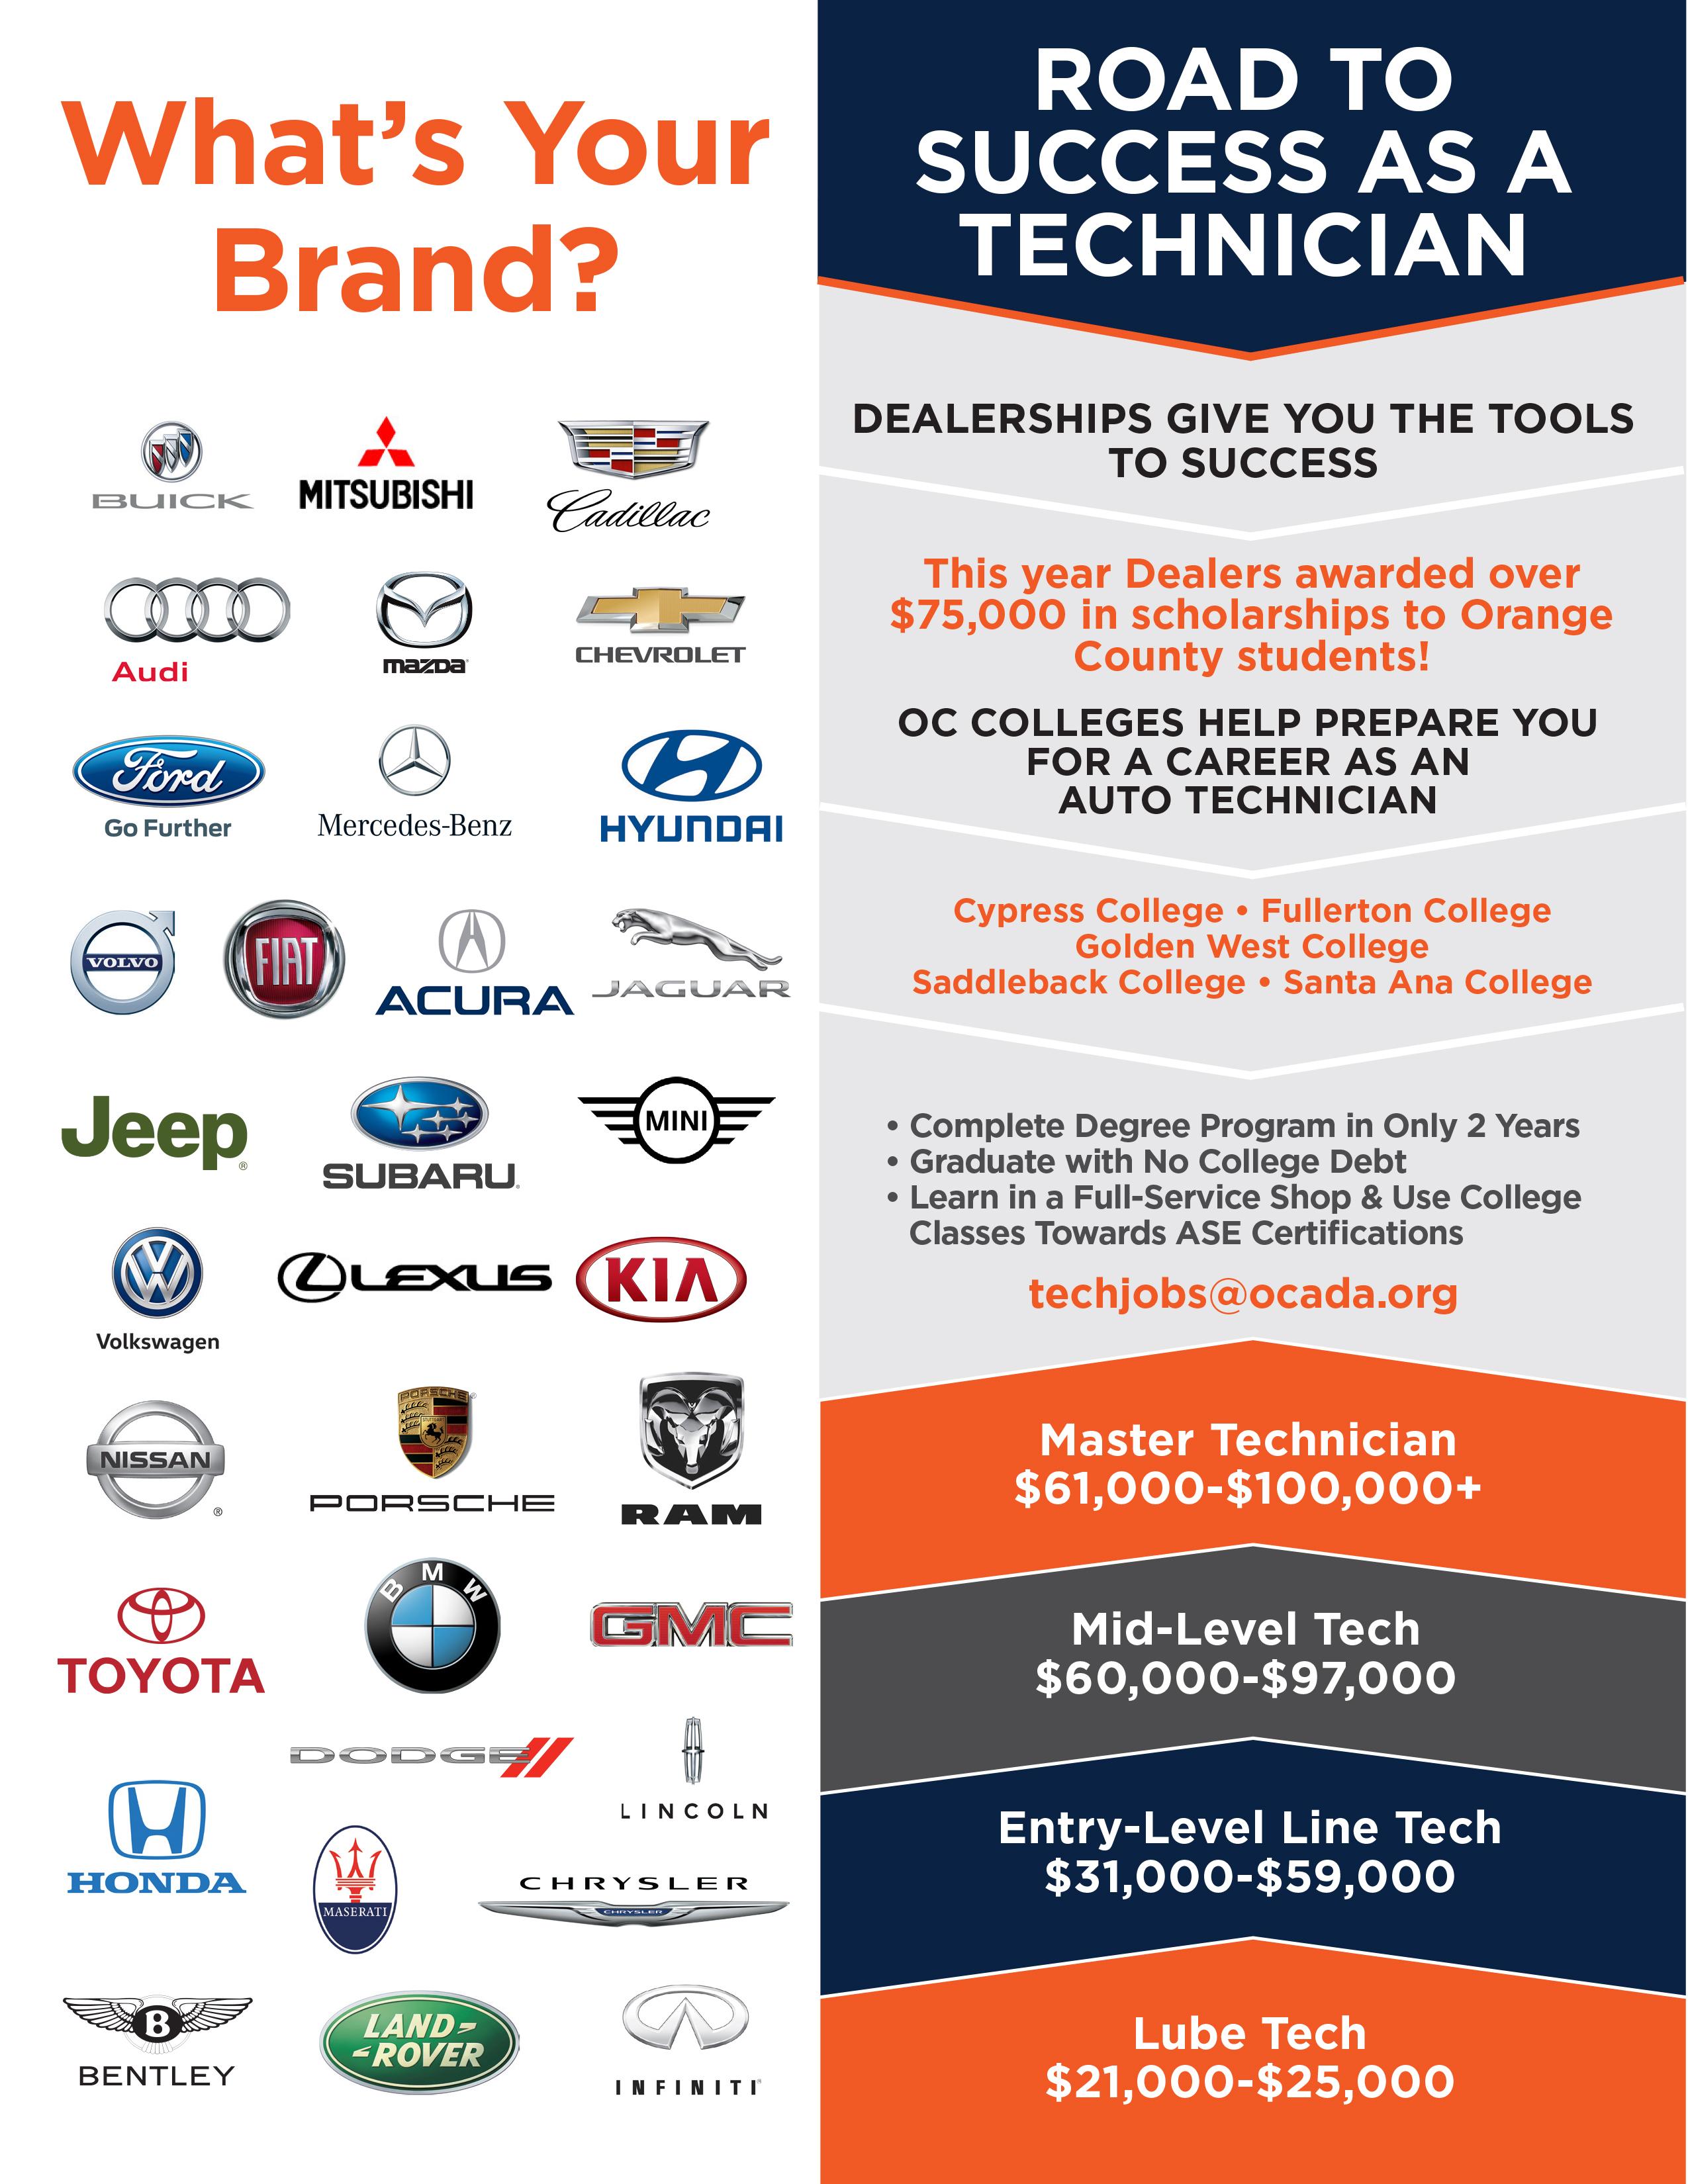 What's Your
Brand?
BUICK
MITSUBISHI
Cadillac
Audi
mazda
CHEVROLET
Ford
Go Further
Mercedes-Benz
HYUNDAI
VOLVO
FIAT
ACURA
JAGUAR
Jeep®
SUBARU®
MINI
Volkswagen
LEXUS
KIA
NISSAN
®
PORSCHE®
PORSCHE
RAM
TOYOTA
BMW
GMC
DODGE
LINCOLN
HONDA
MASERATI
CHRYSLER
CHRYSLER
B
BENTLEY
LAND-
ROVER
INFINITI
ROAD TO
SUCCESS AS A
TECHNICIAN
DEALERSHIPS GIVE YOU THE TOOLS
TO SUCCESS
This year Dealers awarded over
$75,000 in scholarships to Orange
County students!
OC COLLEGES HELP PREPARE YOU
FOR A CAREER AS AN
AUTO TECHNICIAN
Cypress College • Fullerton College
Golden West College
Saddleback College • Santa Ana College
• Complete Degree Program in Only 2 Years
• Graduate with No College Debt
• Learn in a Full-Service Shop & Use College
Classes Towards ASE Certifications
techjobs@ocada.org
Master Technician
$61,000-$100,000+
Mid-Level Tech
$60,000-$97,000
Entry-Level Line Tech
$31,000-$59,000
Lube Tech
$21,000-$25,000